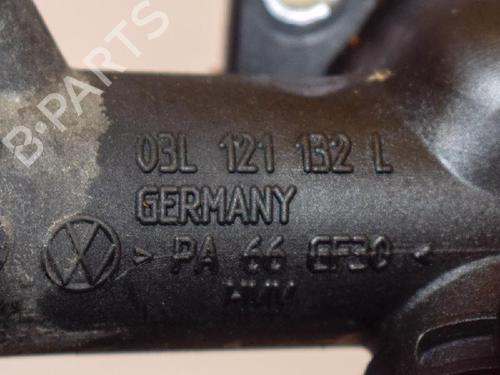 B-PARTS
03L 121 132 L
GERMANY
> PA 66 GF30 <